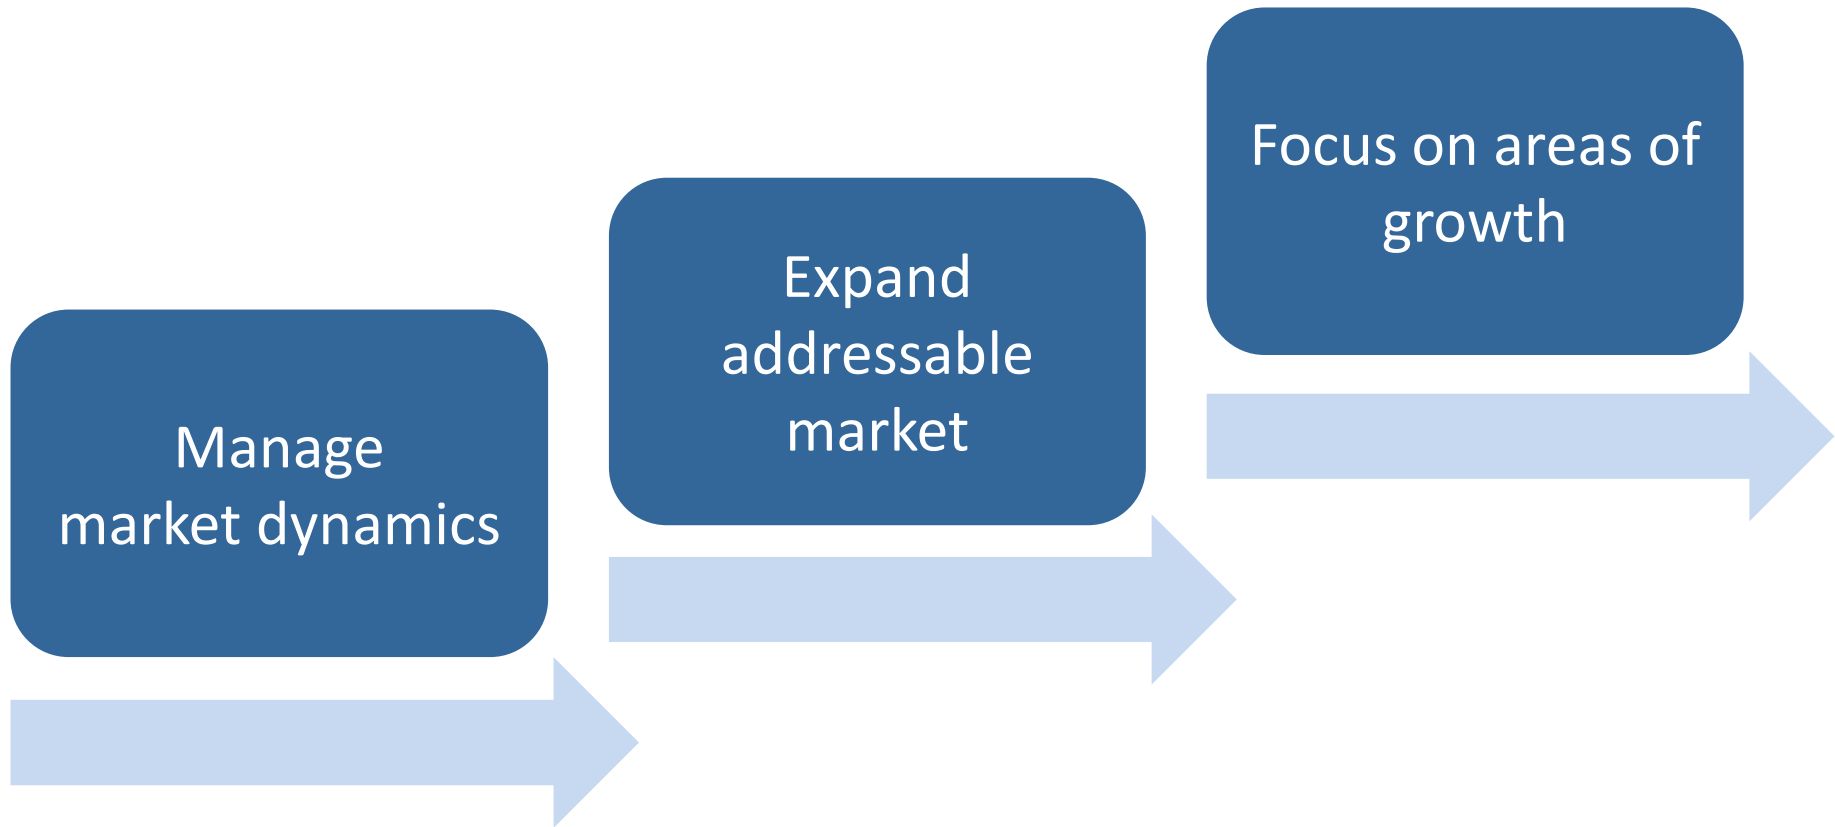 Manage
market dynamics
Expand
addressable
market
Focus on areas of
growth